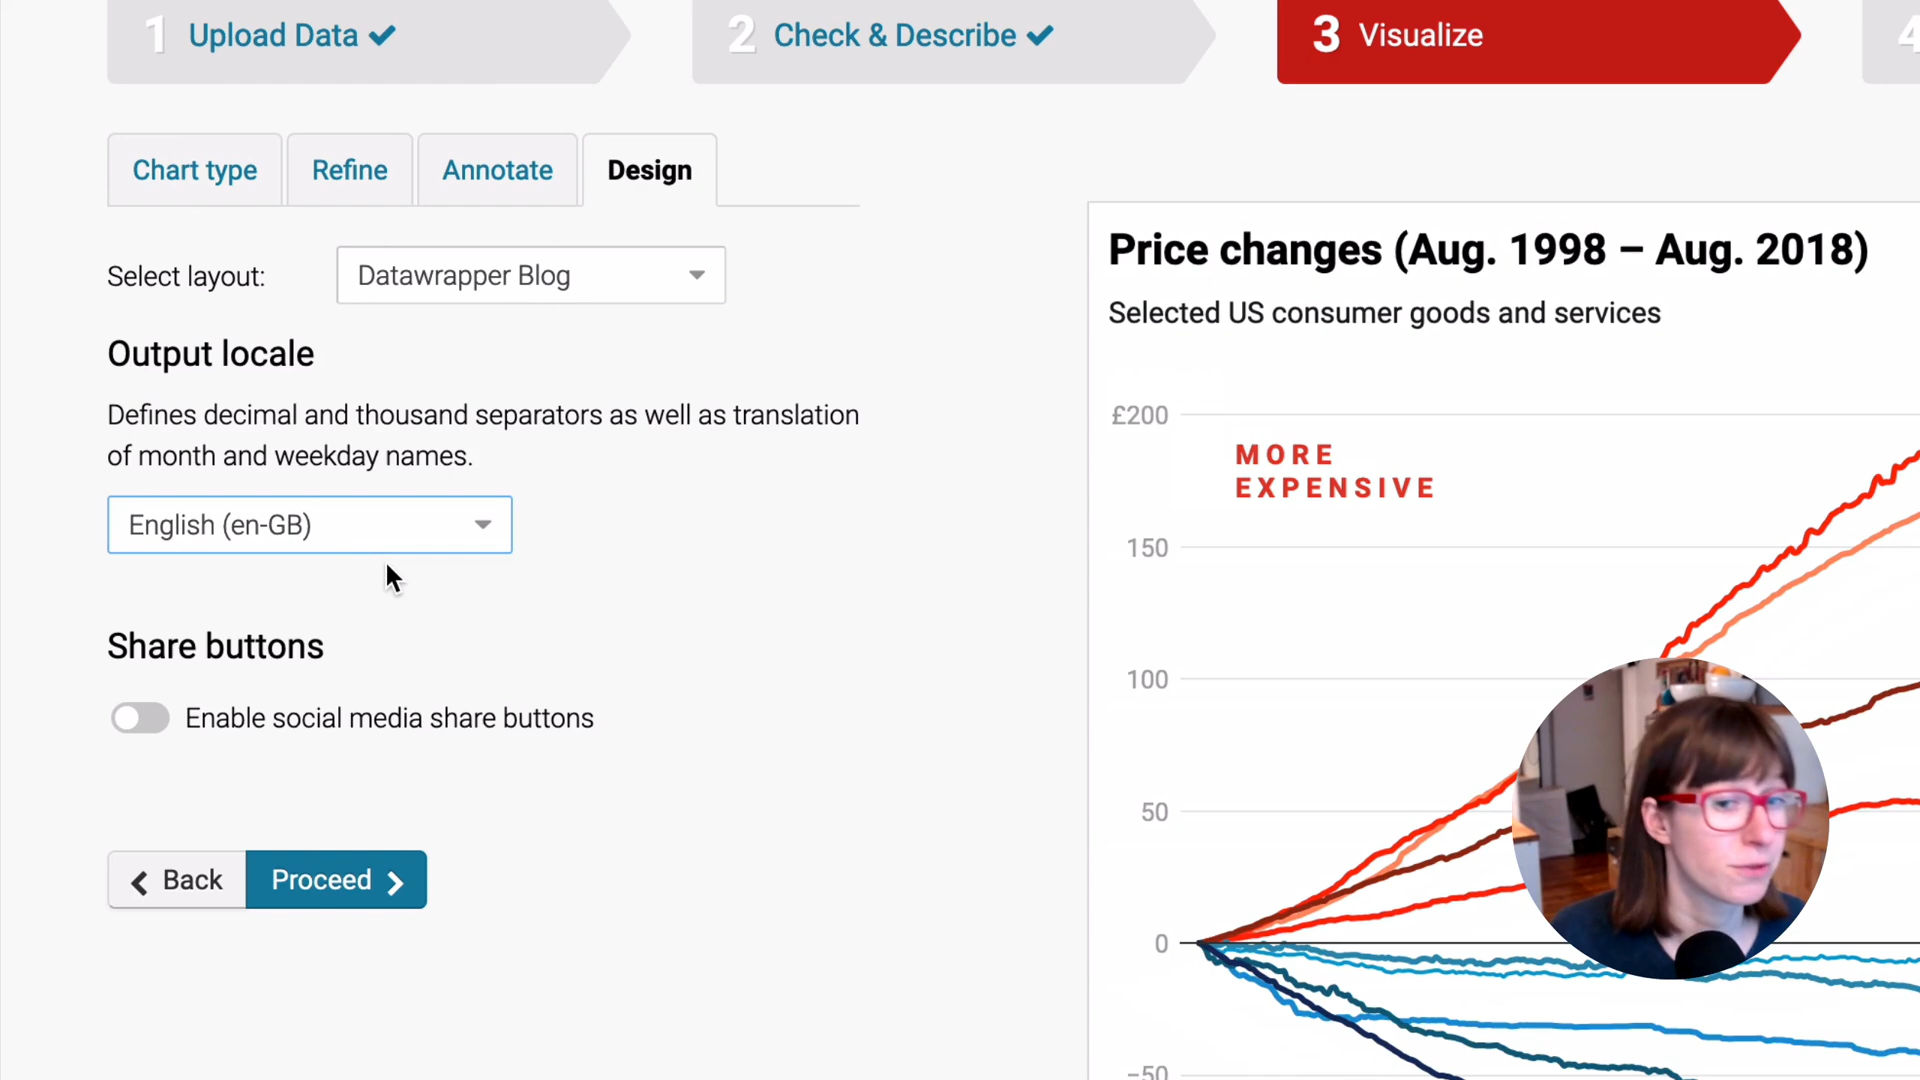 1 Upload Data
2 Check & Describe
3 Visualize
4
Chart type
Refine
Annotate
Design
Select layout:
Datawrapper Blog
Output locale
Defines decimal and thousand separators as well as translation
of month and weekday names.
English (en-GB)
Share buttons
Enable social media share buttons
Back
Proceed
Price changes (Aug. 1998 – Aug. 2018)
Selected US consumer goods and services
£200
MORE
EXPENSIVE
150
100
50
0
−50